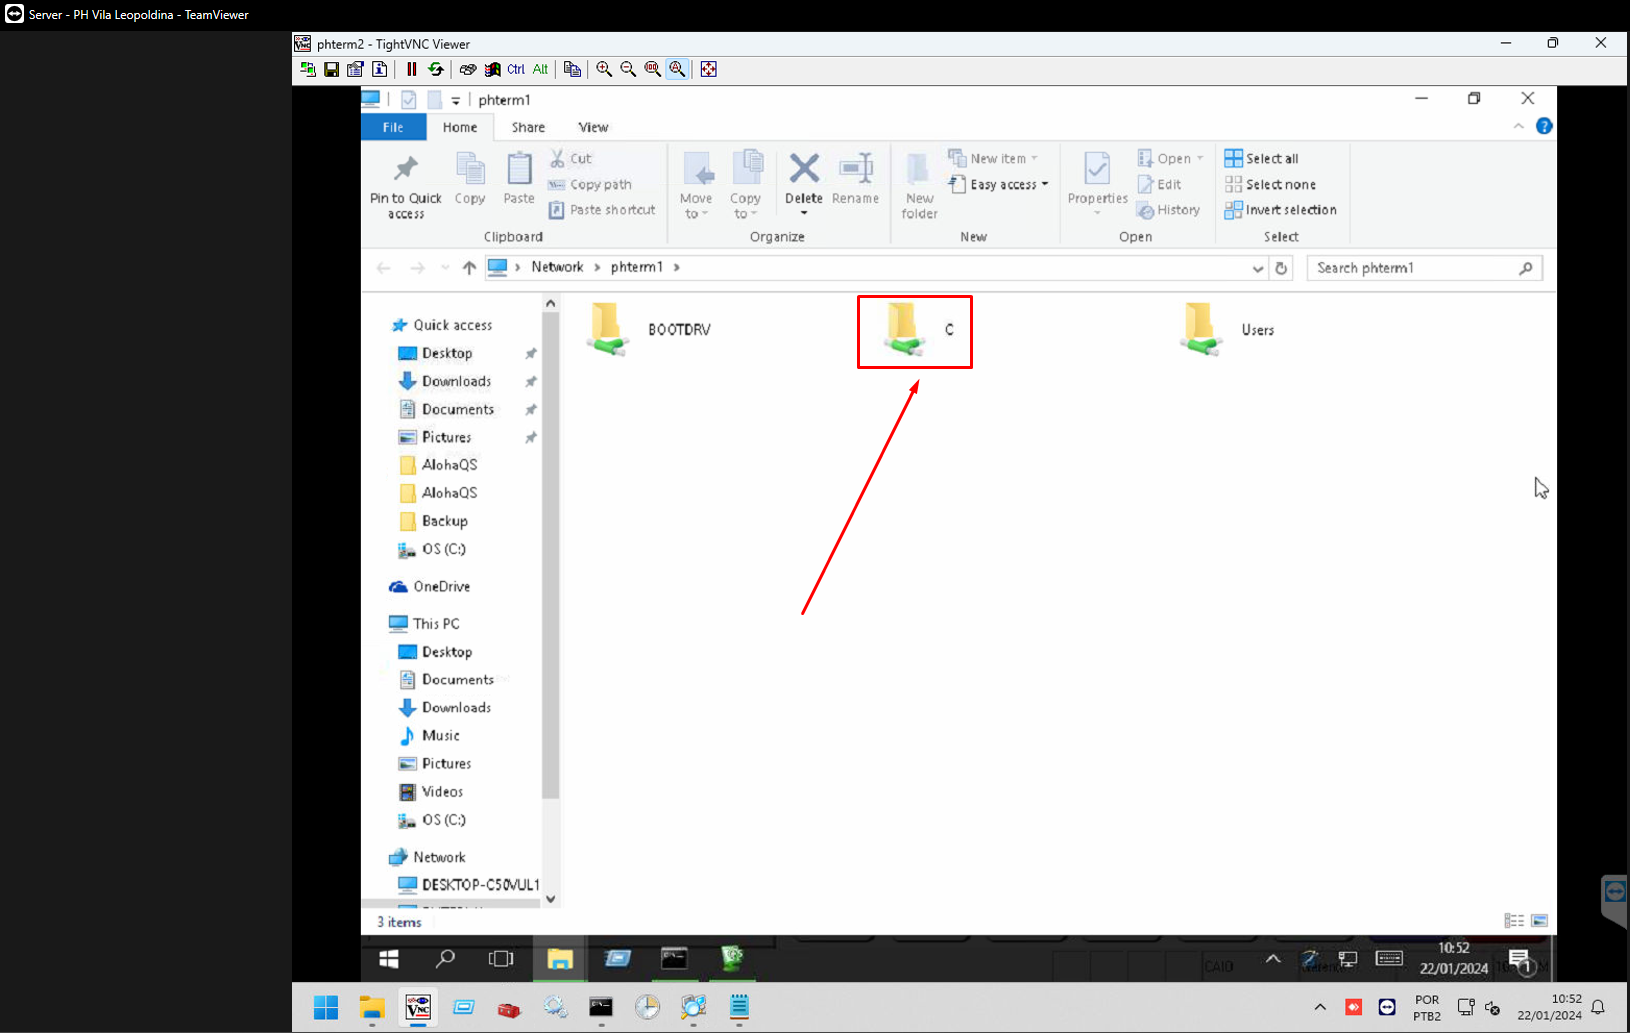 Server - PH Vila Leopoldina - TeamViewer
phterm2 - TightVNC Viewer
Ctrl Alt
phterm1
File Home Share View
Pin to Quick access
Copy
Paste
Cut
Copy path
Paste shortcut
Clipboard
Move to
Copy to
Delete
Rename
Organize
New folder
New item
Easy access
New
Properties
Open
Edit
History
Open
Select all
Select none
Invert selection
Select
Network > phterm1 >
Search phterm1
Quick access
Desktop
Downloads
Documents
Pictures
AlohaQS
AlohaQS
Backup
OS (C:)
OneDrive
This PC
Desktop
Documents
Downloads
Music
Pictures
Videos
OS (C:)
Network
DESKTOP-C50VUL1
BOOTDRV
C
Users
3 items
CAIO
10:52
22/01/2024
1
POR
PTB2
10:52
22/01/2024